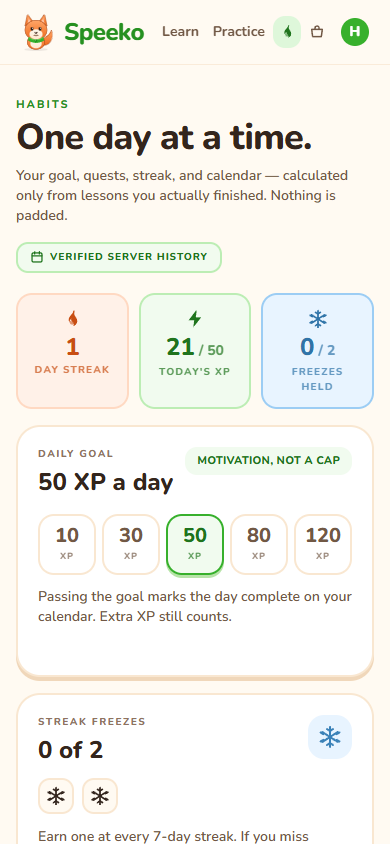 Speeko Learn Practice H
HABITS
One day at a time.
Your goal, quests, streak, and calendar — calculated
only from lessons you actually finished. Nothing is
padded.
VERIFIED SERVER HISTORY
1
DAY STREAK
21 / 50
TODAY'S XP
0 / 2
FREEZES
HELD
DAILY GOAL
50 XP a day
MOTIVATION, NOT A CAP
10 XP
30 XP
50 XP
80 XP
120 XP
Passing the goal marks the day complete on your
calendar. Extra XP still counts.
STREAK FREEZES
0 of 2
Earn one at every 7-day streak. If you miss